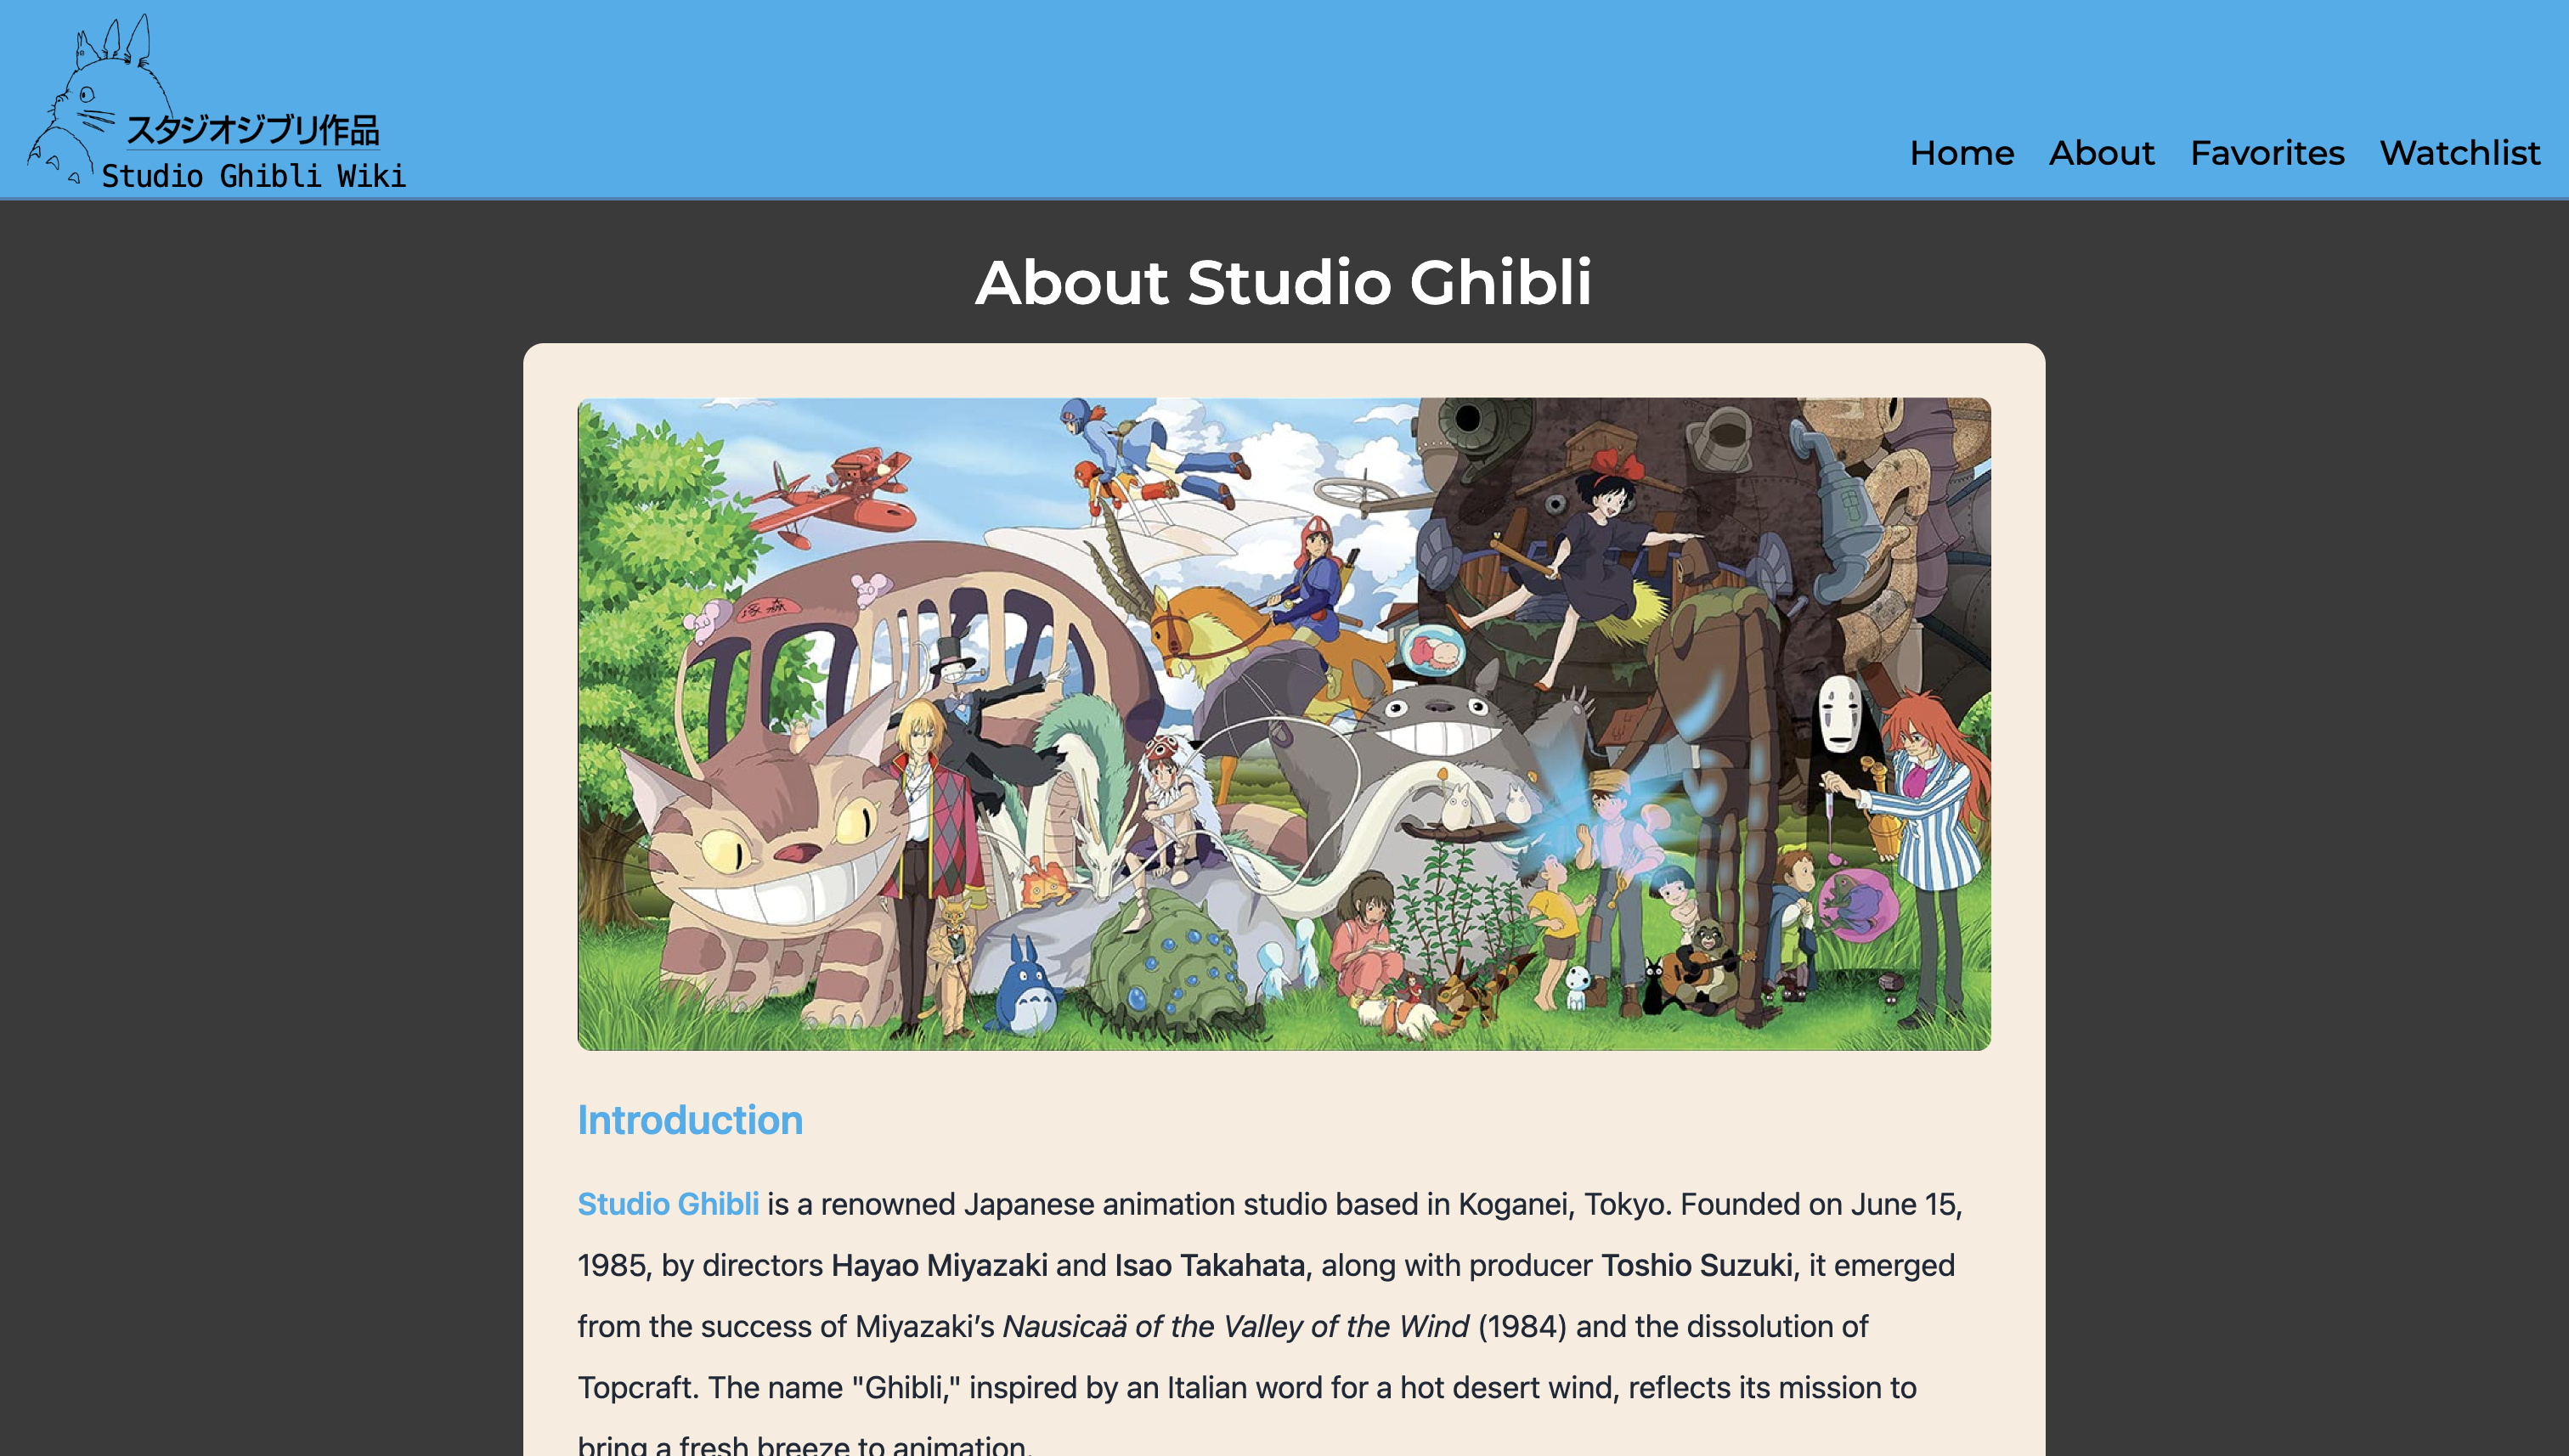 スタジオジブリ作品
Studio Ghibli Wiki
Home About Favorites Watchlist
About Studio Ghibli
Introduction
Studio Ghibli is a renowned Japanese animation studio based in Koganei, Tokyo. Founded on June 15,
1985, by directors Hayao Miyazaki and Isao Takahata, along with producer Toshio Suzuki, it emerged
from the success of Miyazaki’s Nausicaä of the Valley of the Wind (1984) and the dissolution of
Topcraft. The name "Ghibli," inspired by an Italian word for a hot desert wind, reflects its mission to
bring a fresh breeze to animation.